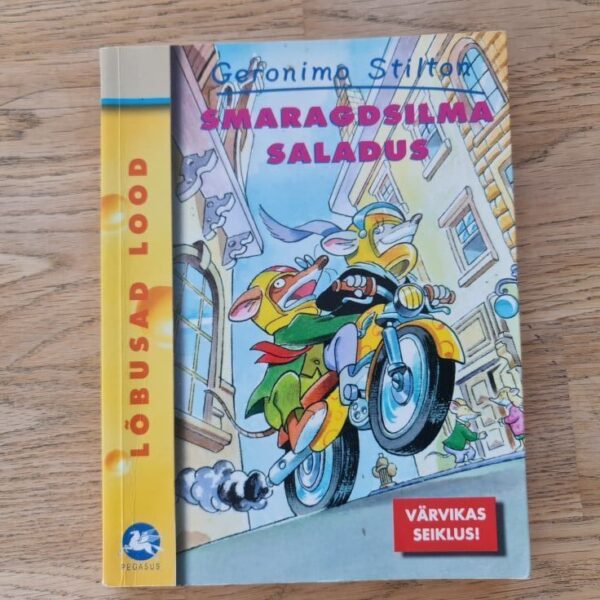 Geronimo Stilton
SMARAGDSILMA
SALADUS
LÕBUSAD LOOD
VÄRVIKAS
SEIKLUS!
PEGASUS